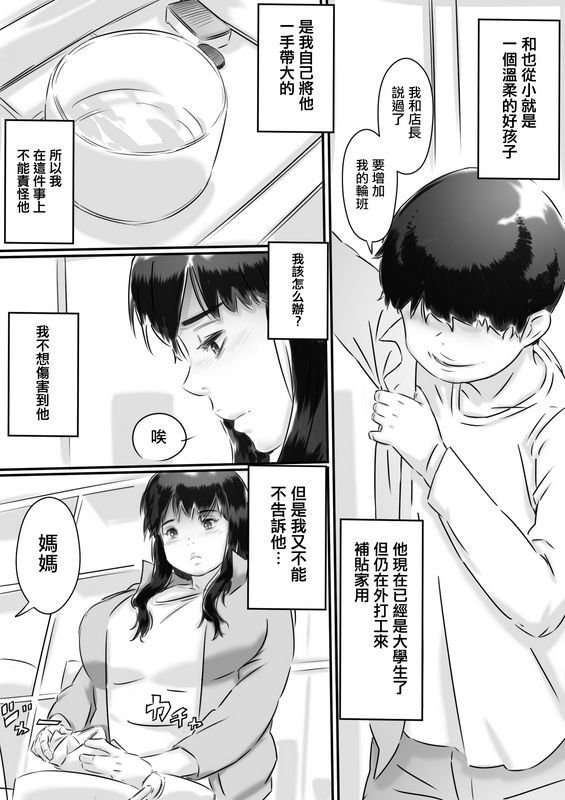 和也從小就是
一個溫柔的好孩子
我和店長
說過了
要增加
我的輪班
他現在已經是大學生了
但仍在外打工來
補貼家用
是我自己將他
一手帶大的
所以我
在這件事上
不能責怪他
我該怎么辦？
我不想傷害到他
唉
但是我又不能
不告訴他…
媽媽
カチャ